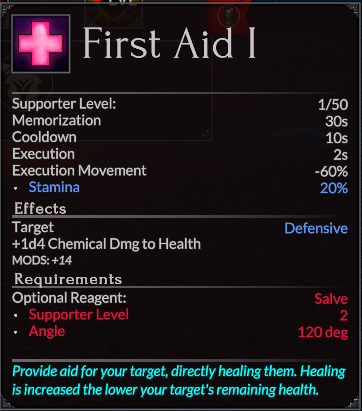 First Aid I
Supporter Level: 1/50
Memorization 30s
Cooldown 10s
Execution 2s
Execution Movement -60%
• Stamina 20%
Effects
Target Defensive
+1d4 Chemical Dmg to Health
MODS: +14
Requirements
Optional Reagent: Salve
• Supporter Level 2
• Angle 120 deg
Provide aid for your target, directly healing them. Healing
is increased the lower your target's remaining health.